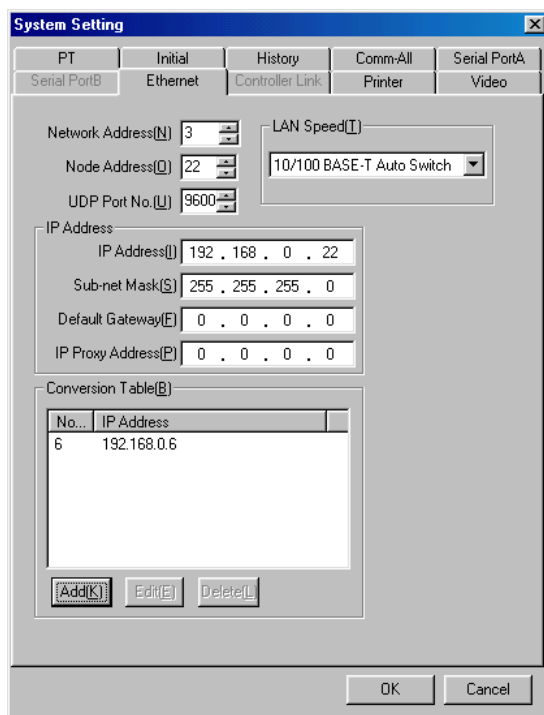 System Setting
PT Initial History Comm-All Serial PortA
Serial PortB Ethernet Controller Link Printer Video
Network Address(N) 3
LAN Speed(T)
Node Address(O) 22
10/100 BASE-T Auto Switch
UDP Port No.(U) 9600
IP Address
IP Address(I) 192 . 168 . 0 . 22
Sub-net Mask(S) 255 . 255 . 255 . 0
Default Gateway(F) 0 . 0 . 0 . 0
IP Proxy Address(P) 0 . 0 . 0 . 0
Conversion Table(B)
No... IP Address
6 192.168.0.6
Add(K) Edit(E) Delete(L)
OK Cancel